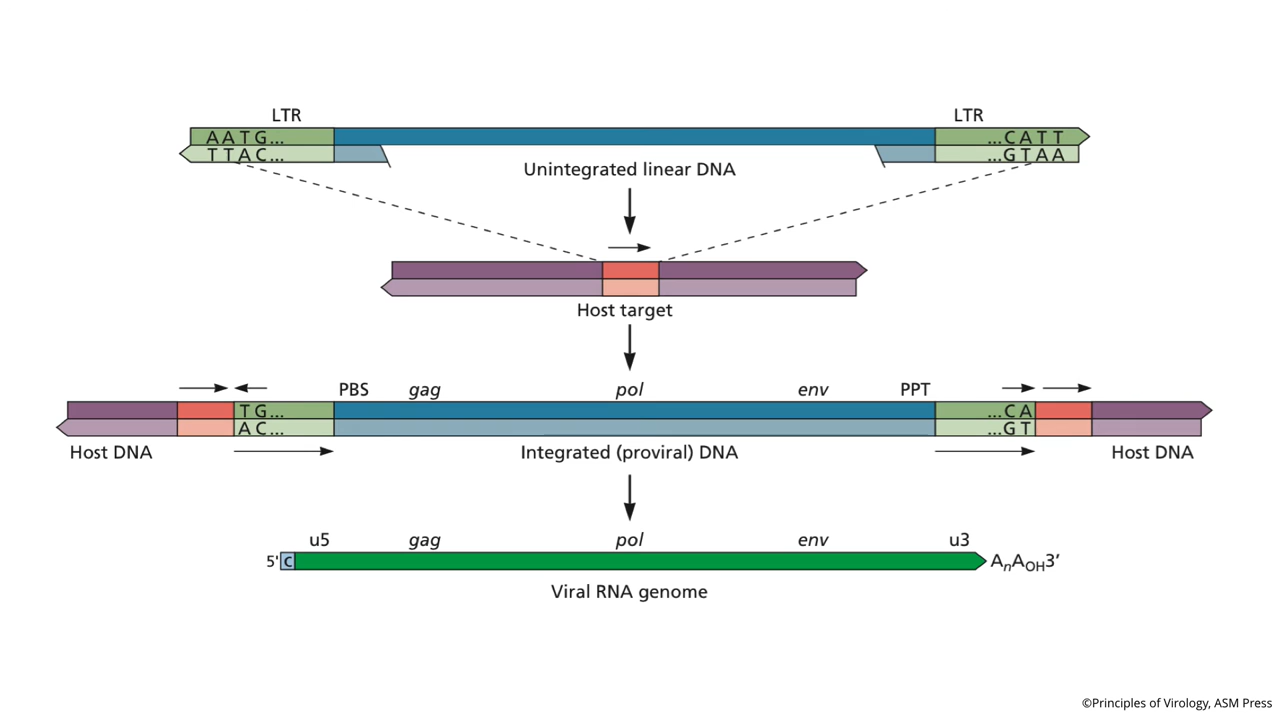 LTR LTR
AATG... ...CATT
TTAC... ...GTAA
Unintegrated linear DNA
Host target
PBS gag pol env PPT
TG... ...CA
AC... ...GT
Host DNA Integrated (proviral) DNA Host DNA
u5 gag pol env u3
5' C AnAOH3′
Viral RNA genome
©Principles of Virology, ASM Press